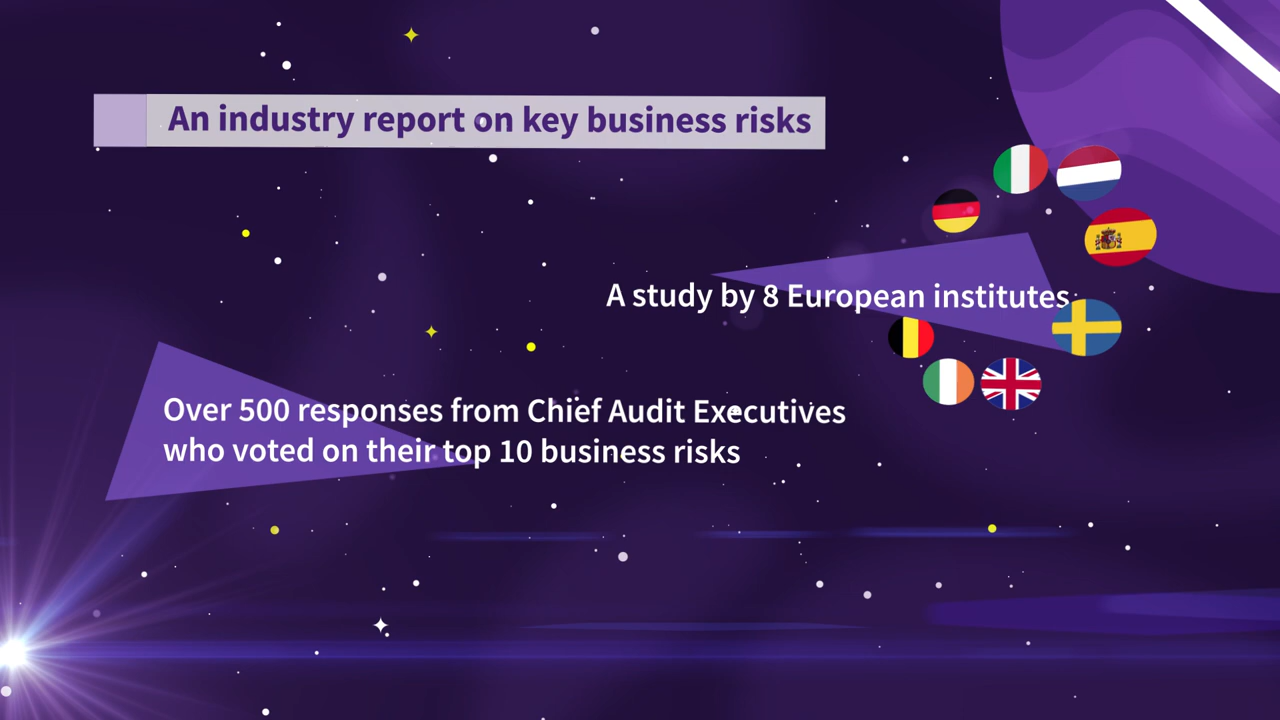 An industry report on key business risks
A study by 8 European institutes
Over 500 responses from Chief Audit Executives
who voted on their top 10 business risks